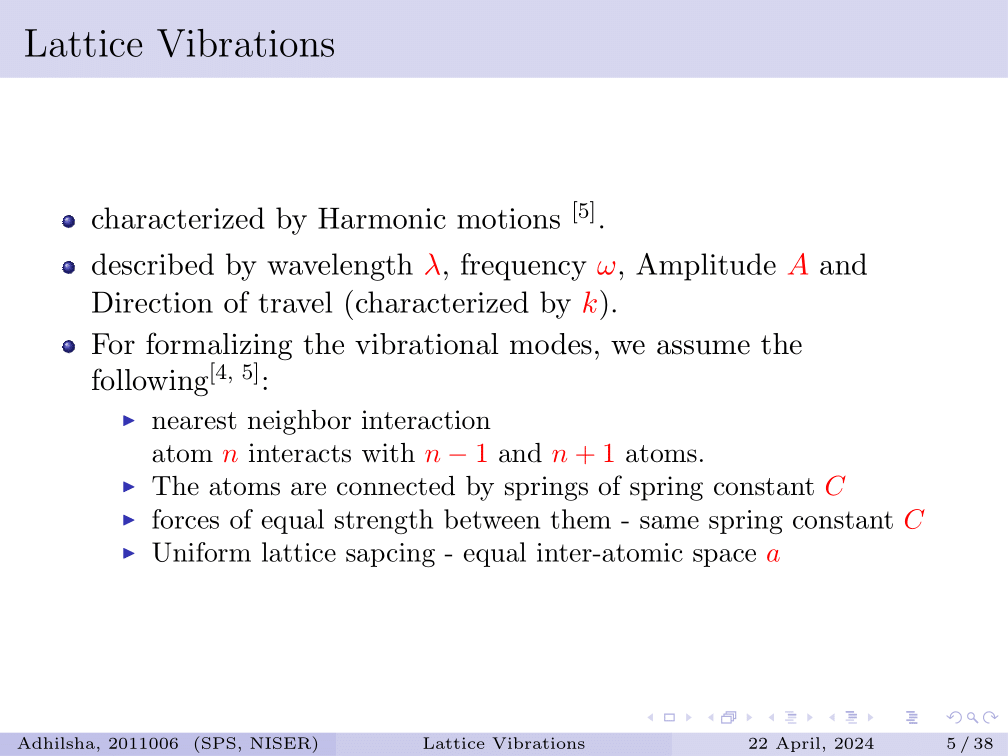 Lattice Vibrations
characterized by Harmonic motions [5].
described by wavelength λ, frequency ω, Amplitude A and
Direction of travel (characterized by k).
For formalizing the vibrational modes, we assume the
following[4, 5]:
nearest neighbor interaction
atom n interacts with n − 1 and n + 1 atoms.
The atoms are connected by springs of spring constant C
forces of equal strength between them - same spring constant C
Uniform lattice sapcing - equal inter-atomic space a
Adhilsha, 2011006 (SPS, NISER) Lattice Vibrations 22 April, 2024 5 / 38